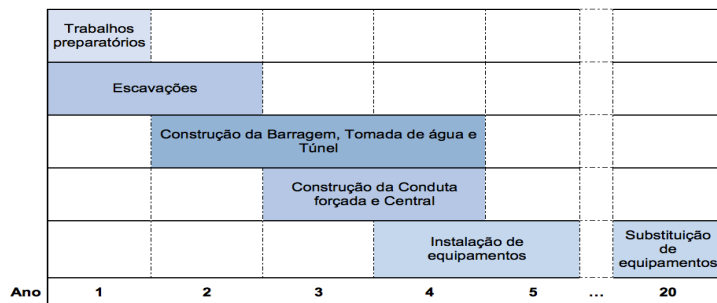 Trabalhos
preparatórios
Escavações
Construção da Barragem, Tomada de água e
Túnel
Construção da Conduta
forçada e Central
Instalação de
equipamentos
Substituição
de
equipamentos
Ano 1 2 3 4 5 ... 20